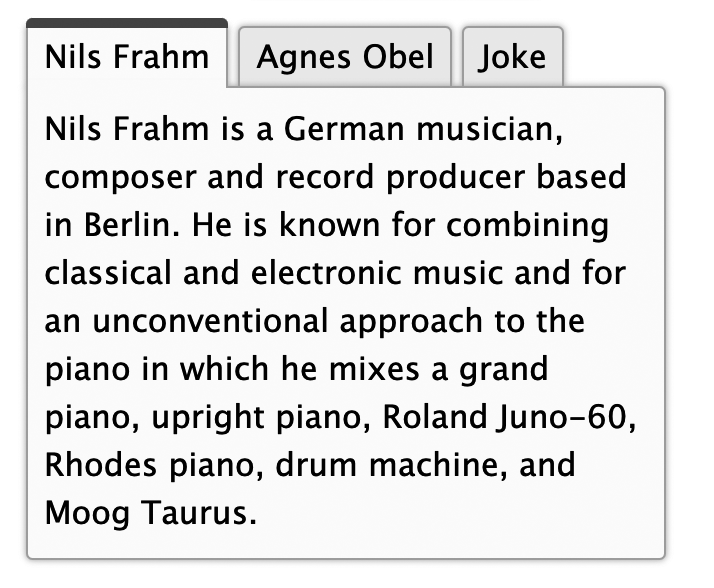 Nils Frahm Agnes Obel Joke
Nils Frahm is a German musician,
composer and record producer based
in Berlin. He is known for combining
classical and electronic music and for
an unconventional approach to the
piano in which he mixes a grand
piano, upright piano, Roland Juno-60,
Rhodes piano, drum machine, and
Moog Taurus.